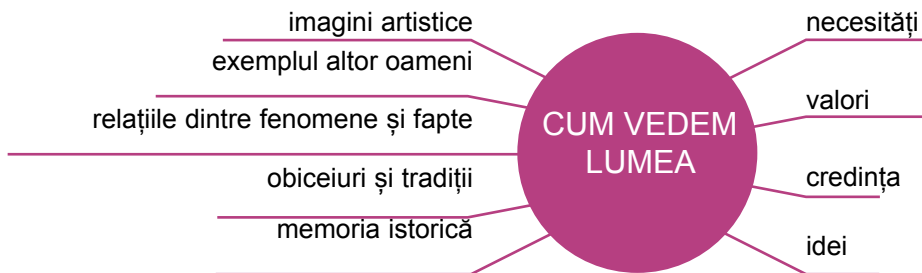 imagini artistice
exemplul altor oameni
relațiile dintre fenomene și fapte
obiceiuri și tradiții
memoria istorică
CUM VEDEM
LUMEA
necesități
valori
credința
idei